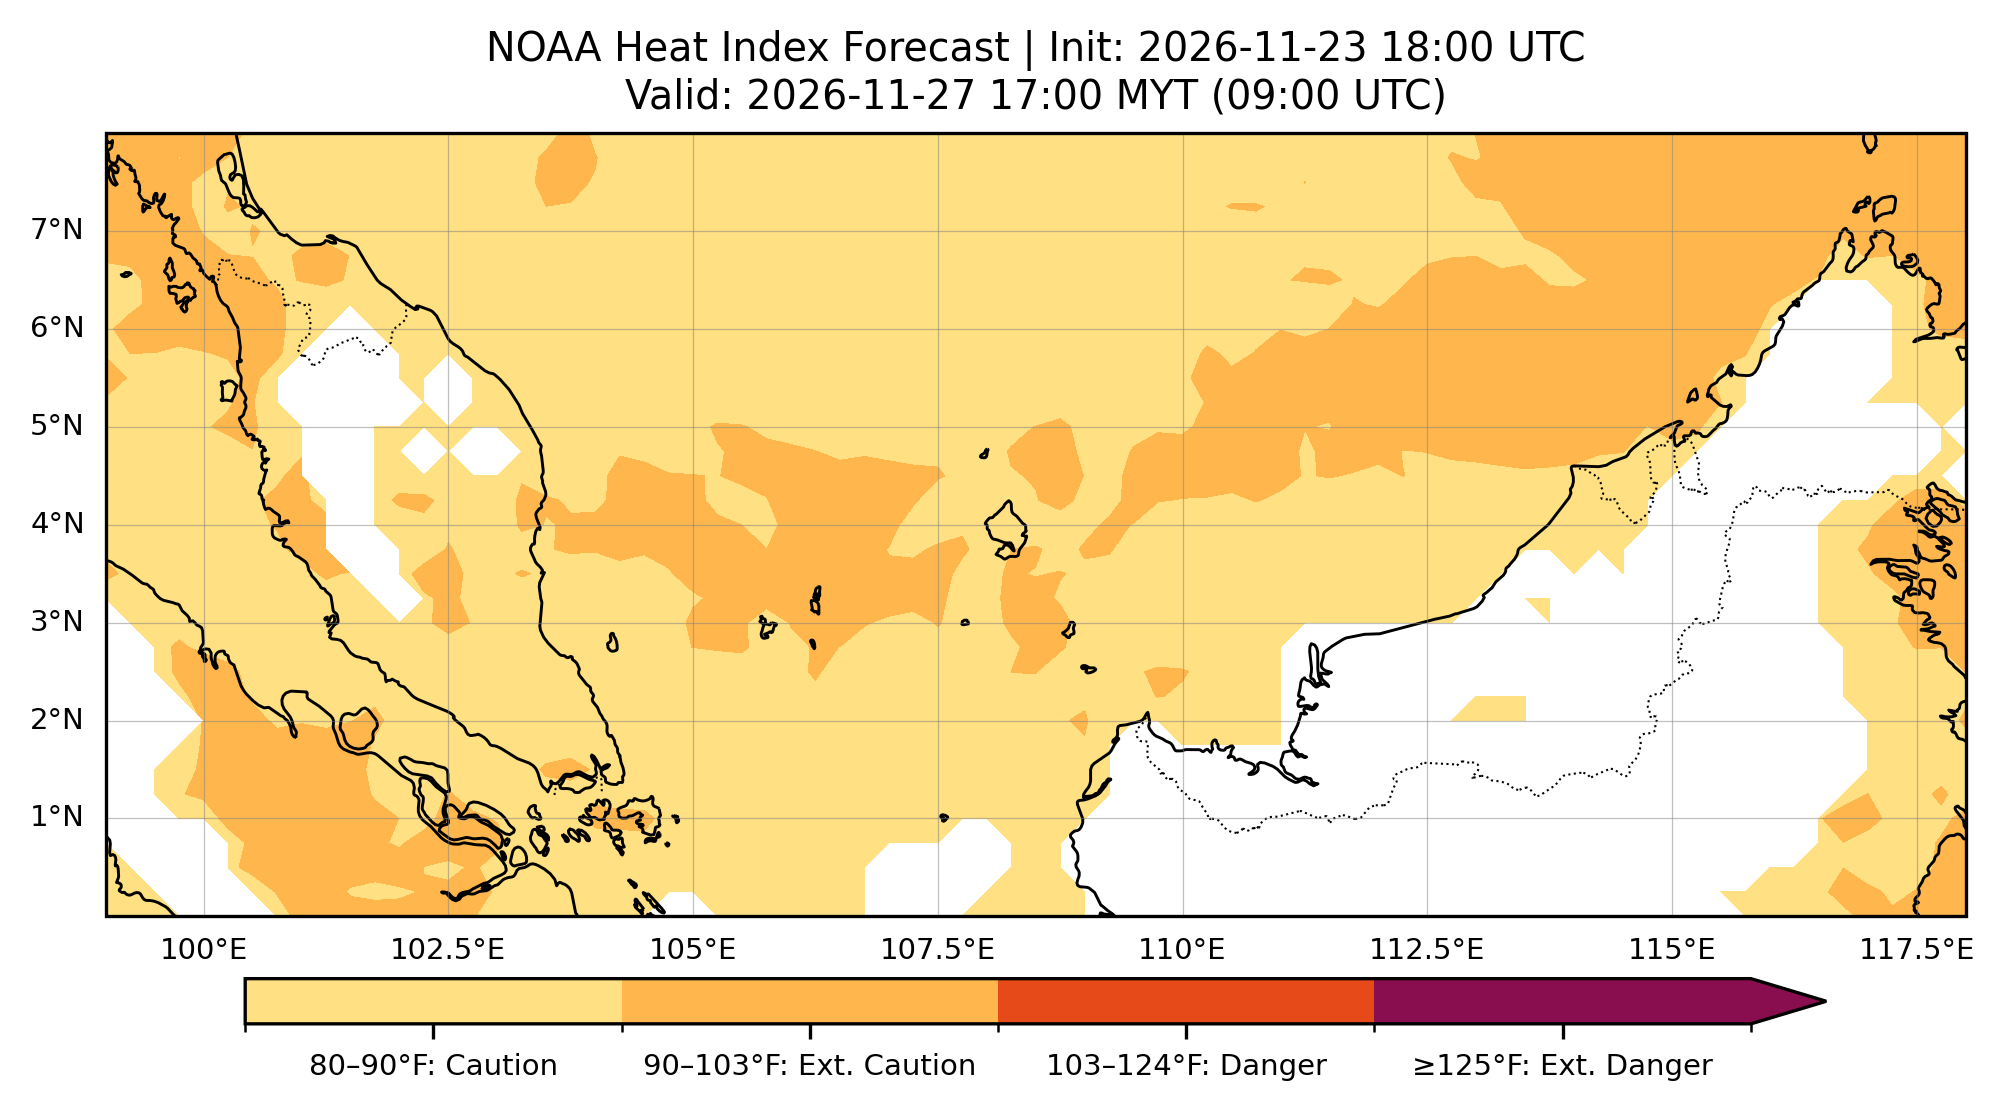 NOAA Heat Index Forecast | Init: 2026-11-23 18:00 UTC
Valid: 2026-11-27 17:00 MYT (09:00 UTC)
7°N
6°N
5°N
4°N
3°N
2°N
1°N
100°E 102.5°E 105°E 107.5°E 110°E 112.5°E 115°E 117.5°E
80–90°F: Caution 90–103°F: Ext. Caution 103–124°F: Danger ≥125°F: Ext. Danger